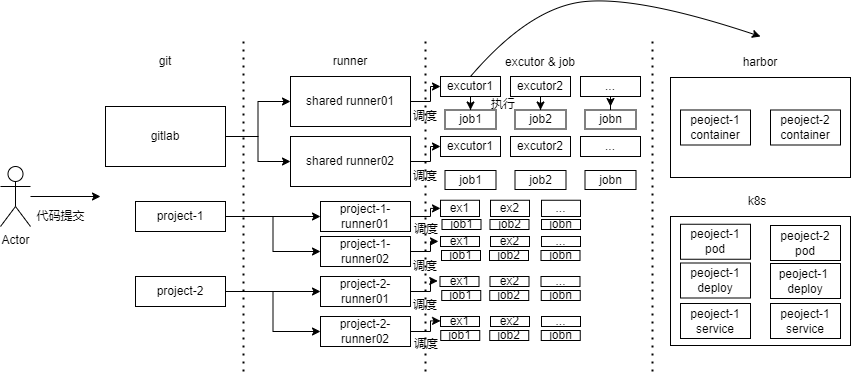 git
runner
excutor & job
harbor
gitlab
shared runner01
调度
excutor1
excutor2
...
执行
job1
job2
jobn
shared runner02
调度
excutor1
excutor2
...
job1
job2
jobn
peoject-1
container
peoject-2
container
k8s
Actor
代码提交
project-1
project-1-
runner01
调度
ex1
ex2
...
job1
job2
jobn
project-1-
runner02
调度
ex1
ex2
...
job1
job2
jobn
project-2
project-2-
runner01
调度
ex1
ex2
...
job1
job2
jobn
project-2-
runner02
调度
ex1
ex2
...
job1
job2
jobn
peoject-1
pod
peoject-2
pod
peoject-1
deploy
peoject-1
deploy
peoject-1
service
peoject-1
service